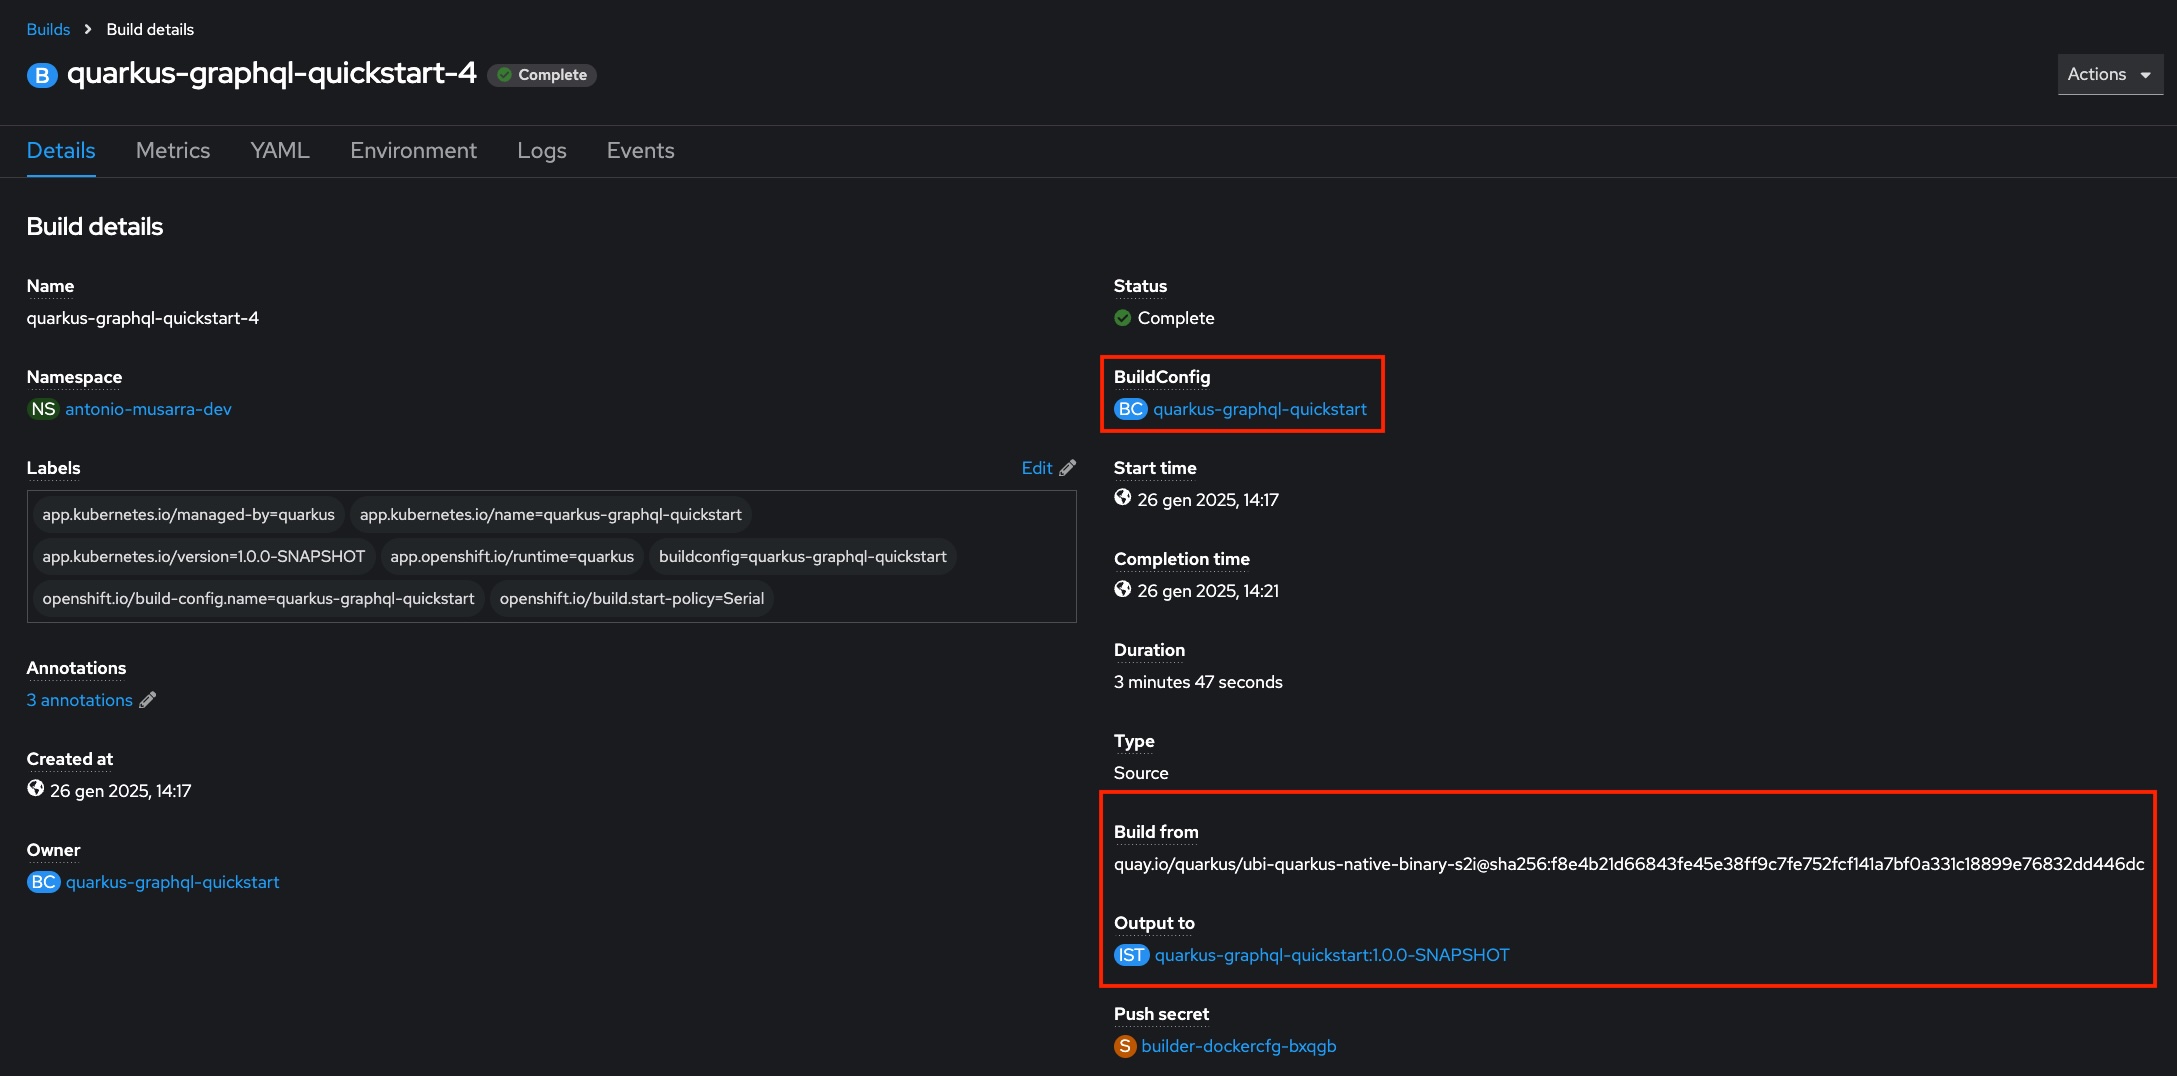 Builds > Build details
B quarkus-graphql-quickstart-4 Complete
Actions
Details Metrics YAML Environment Logs Events
Build details
Name
quarkus-graphql-quickstart-4
Namespace
NS antonio-musarra-dev
Labels
Edit
app.kubernetes.io/managed-by=quarkus app.kubernetes.io/name=quarkus-graphql-quickstart
app.kubernetes.io/version=1.0.0-SNAPSHOT app.openshift.io/runtime=quarkus buildconfig=quarkus-graphql-quickstart
openshift.io/build-config.name=quarkus-graphql-quickstart openshift.io/build.start-policy=Serial
Annotations
3 annotations
Created at
26 gen 2025, 14:17
Owner
BC quarkus-graphql-quickstart
Status
Complete
BuildConfig
BC quarkus-graphql-quickstart
Start time
26 gen 2025, 14:17
Completion time
26 gen 2025, 14:21
Duration
3 minutes 47 seconds
Type
Source
Build from
quay.io/quarkus/ubi-quarkus-native-binary-s2i@sha256:f8e4b21d66843fe45e38ff9c7fe752fcf141a7bf0a331c18899e76832dd446dc
Output to
IST quarkus-graphql-quickstart:1.0.0-SNAPSHOT
Push secret
S builder-dockercfg-bxqgb